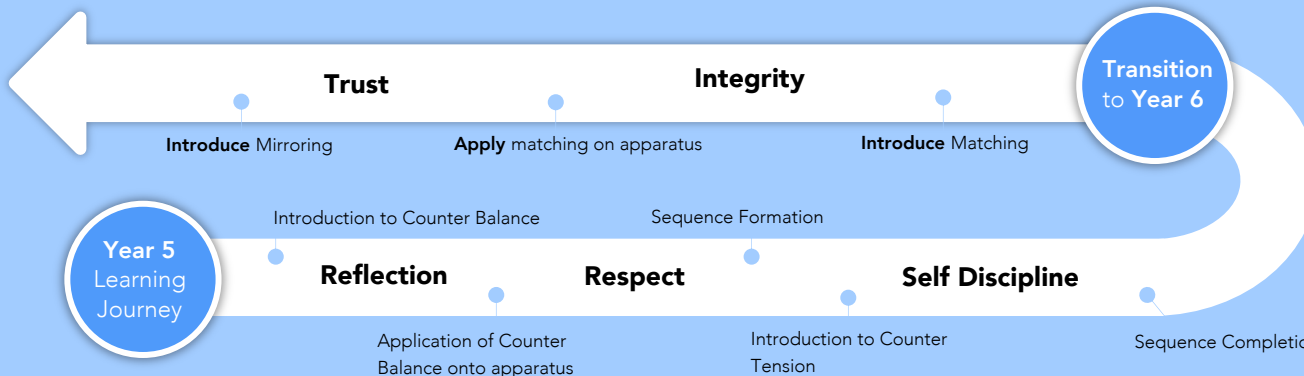 Trust
Integrity
Transition
to Year 6
Introduce Mirroring
Apply matching on apparatus
Introduce Matching
Introduction to Counter Balance
Sequence Formation
Year 5
Learning
Journey
Reflection
Respect
Self Discipline
Application of Counter
Balance onto apparatus
Introduction to Counter
Tension
Sequence Completio